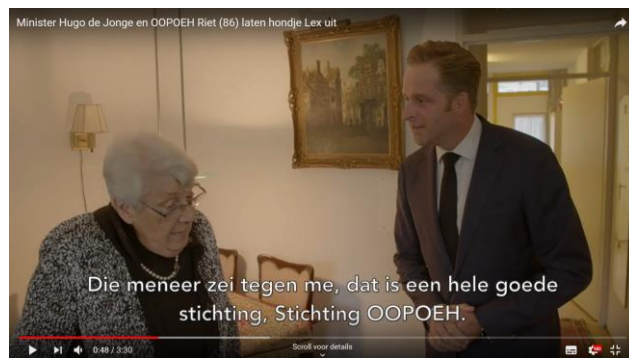 Minister Hugo de Jonge en OOPOEH Riet (86) laten hondje Lex uit
Die meneer zei tegen me, dat is een hele goede
stichting, Stichting OOPOEH.
0:48 / 3:30
Scroll voor details